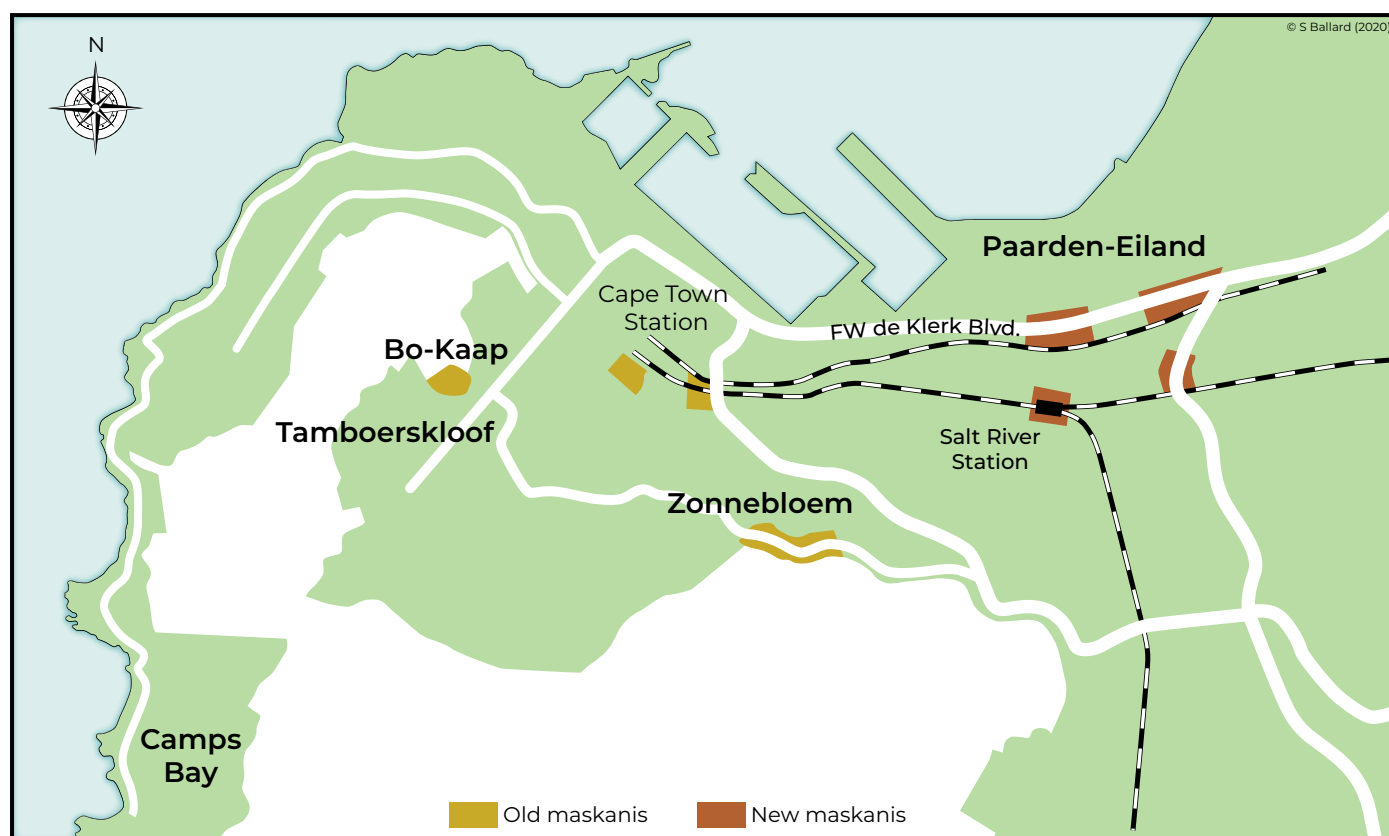 © S Ballard (2020)
N
Paarden-Eiland
Cape Town
Station
FW de Klerk Blvd.
Bo-Kaap
Tamboerskloof
Salt River
Station
Zonnebloem
Camps
Bay
Old maskanis
New maskanis